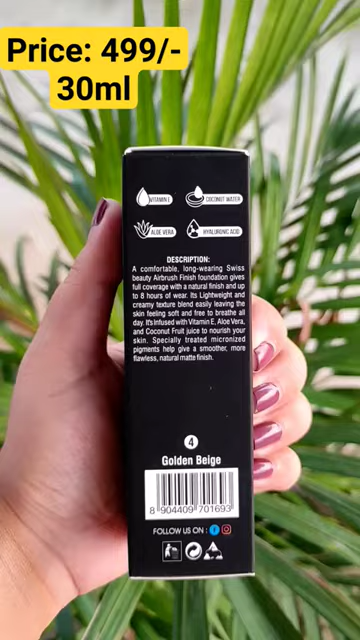 Price: 499/-
30ml
VITAMIN E
COCONUT WATER
ALOE VERA
HYALURONIC ACID
DESCRIPTION:
A comfortable, long-wearing Swiss
beauty Airbrush Finish foundation gives
full coverage with a natural finish and up
to 8 hours of wear. Its Lightweight and
creamy texture blend easily leaving the
skin feeling soft and free to breathe all
day. It's Infused with Vitamin E, Aloe Vera,
and Coconut Fruit juice to nourish your
skin. Specially treated micronized
pigments help give a smoother, more
flawless, natural matte finish.
4
Golden Beige
8 904409 701693
FOLLOW US ON :